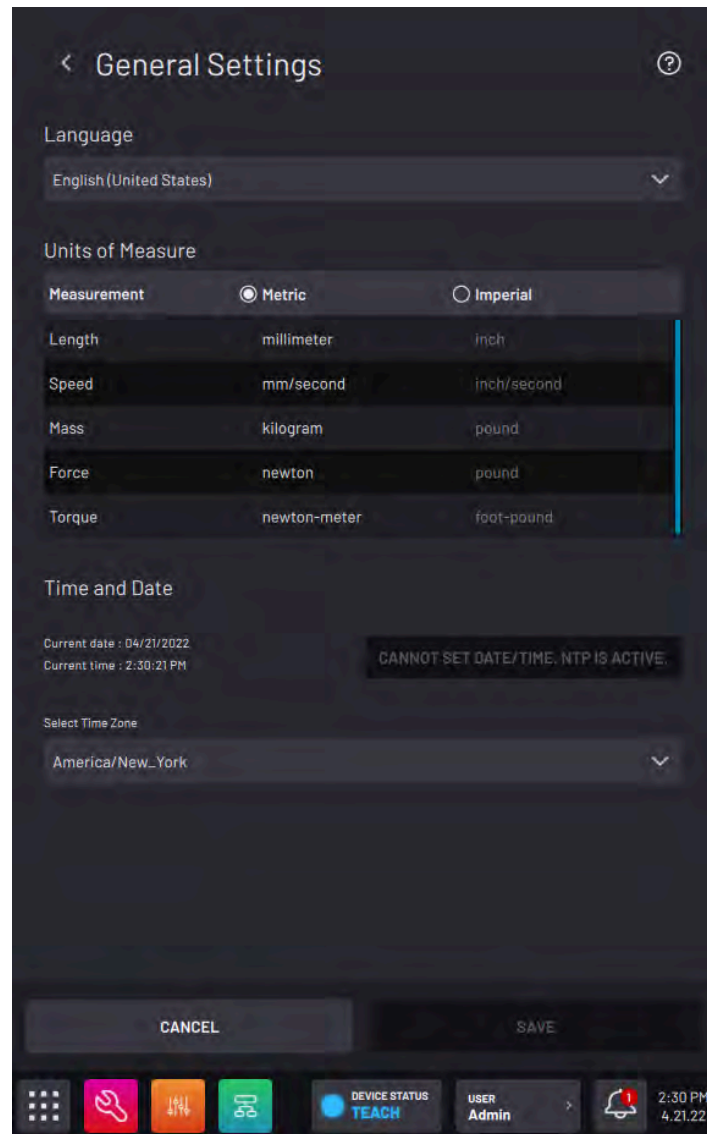 General Settings
?
Language
English (United States)
Units of Measure
Measurement Metric Imperial
Length millimeter inch
Speed mm/second inch/second
Mass kilogram pound
Force newton pound
Torque newton-meter foot-pound
Time and Date
Current date : 04/21/2022
Current time : 2:30:21 PM
CANNOT SET DATE/TIME. NTP IS ACTIVE.
Select Time Zone
America/New_York
CANCEL SAVE
DEVICE STATUS
TEACH
USER
Admin
1
2:30 PM
4.21.22